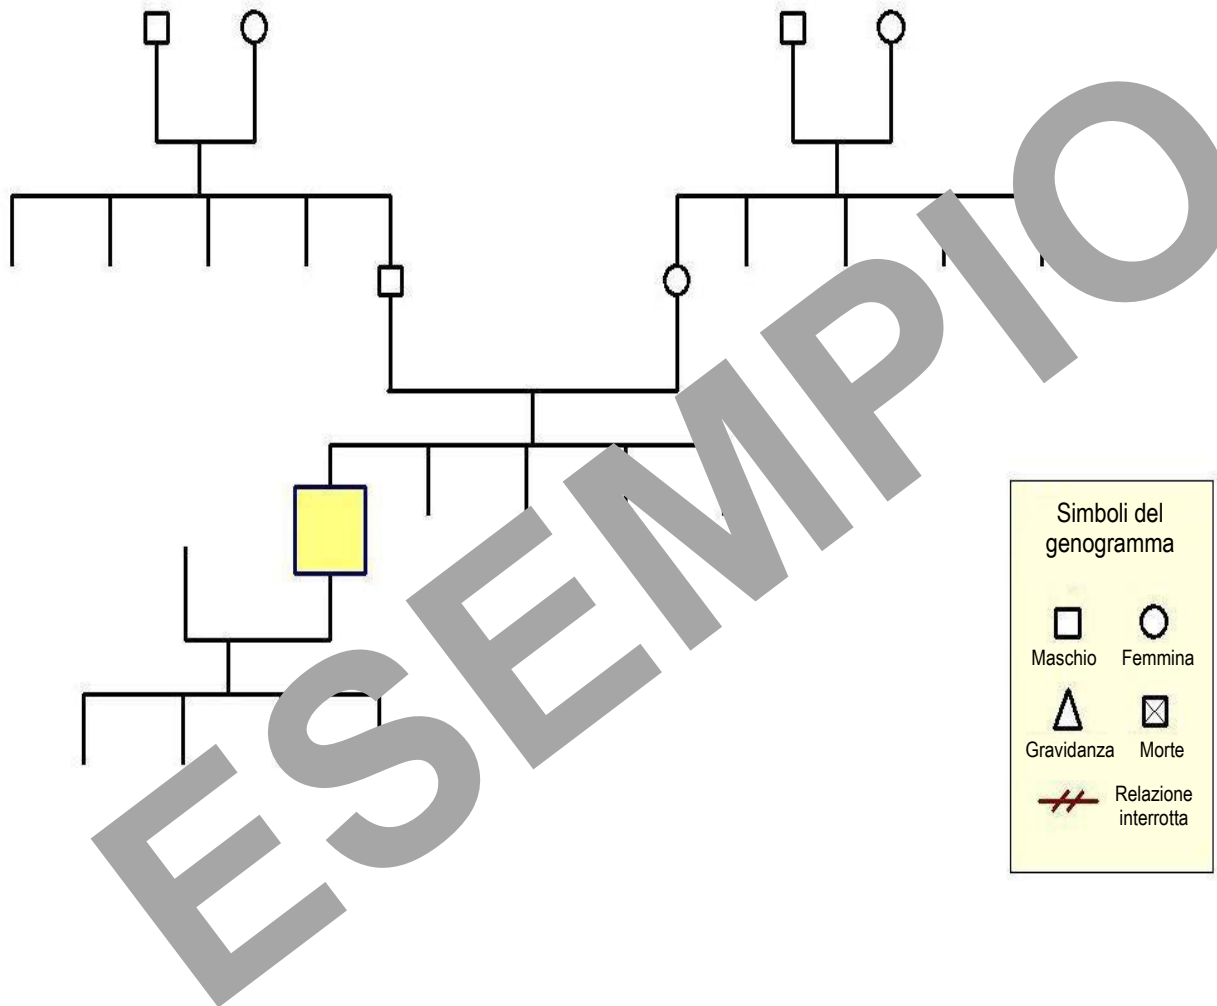 ESEMPIO
Simboli del
genogramma
Maschio Femmina
Gravidanza Morte
Relazione
interrotta